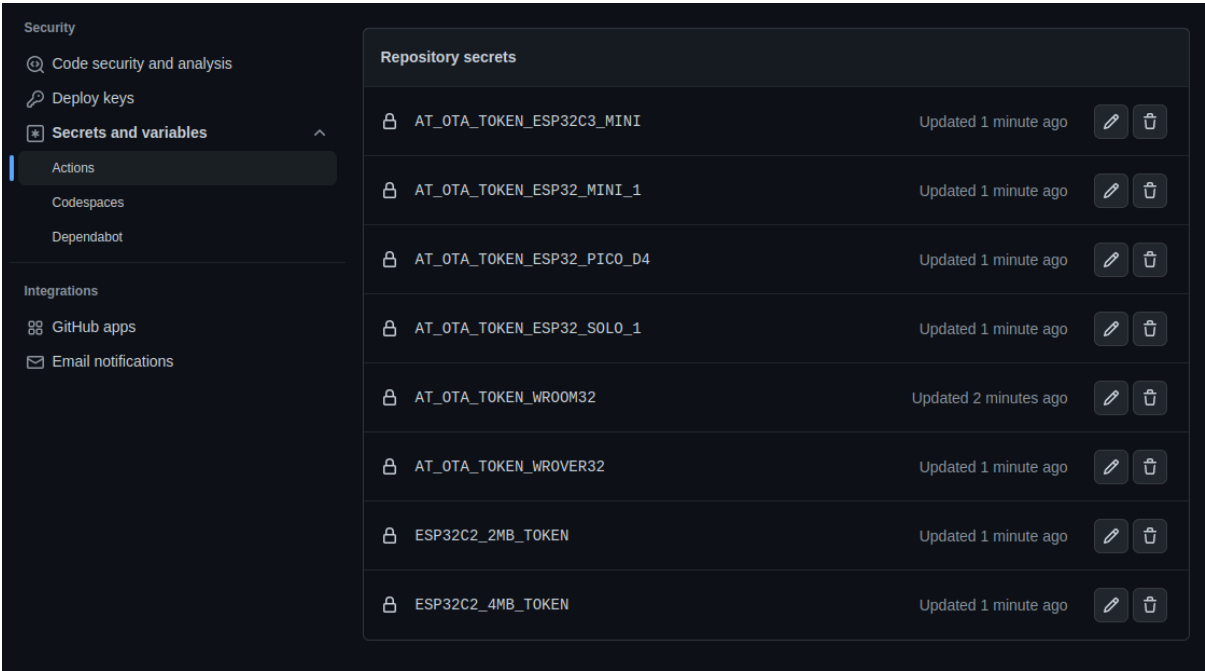 Security
Code security and analysis
Deploy keys
Secrets and variables
Actions
Codespaces
Dependabot
Integrations
GitHub apps
Email notifications
Repository secrets
AT_OTA_TOKEN_ESP32C3_MINI Updated 1 minute ago
AT_OTA_TOKEN_ESP32_MINI_1 Updated 1 minute ago
AT_OTA_TOKEN_ESP32_PICO_D4 Updated 1 minute ago
AT_OTA_TOKEN_ESP32_SOLO_1 Updated 1 minute ago
AT_OTA_TOKEN_WROOM32 Updated 2 minutes ago
AT_OTA_TOKEN_WROVER32 Updated 1 minute ago
ESP32C2_2MB_TOKEN Updated 1 minute ago
ESP32C2_4MB_TOKEN Updated 1 minute ago